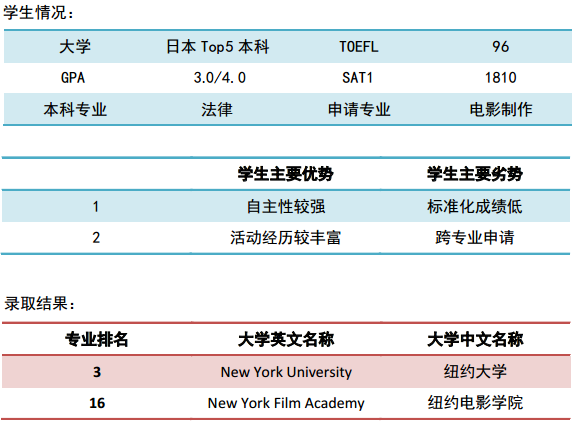 学生情况：
大学 日本 Top5 本科 TOEFL 96
GPA 3.0/4.0 SAT1 1810
本科专业 法律 申请专业 电影制作
学生主要优势 学生主要劣势
1 自主性较强 标准化成绩低
2 活动经历较丰富 跨专业申请
录取结果：
专业排名 大学英文名称 大学中文名称
3 New York University 纽约大学
16 New York Film Academy 纽约电影学院